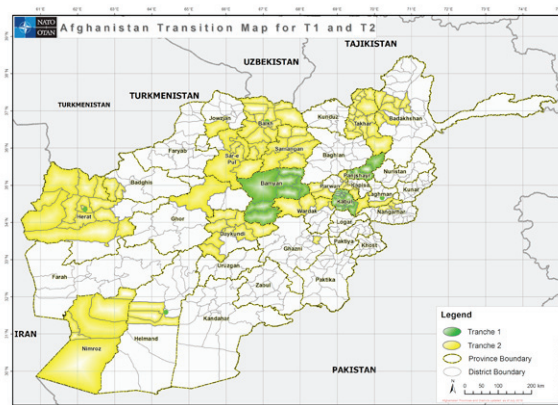 NATO
OTAN
Afghanistan Transition Map for T1 and T2
UZBEKISTAN
TAJIKISTAN
TURKMENISTAN
TURKMENISTAN
Jowzjan
Balkh
Kunduz
Takhar
Badakhshan
Faryab
Sar-e Pul
Samangan
Baghlan
Badghis
Bamyan
Panjshayr
Nuristan
Parwan
Kapisa
Kunar
Laghman
Herat
Ghor
Wardak
Kabul
Nangarhar
Logar
Daykundi
Paktya
Khost
Ghazni
Uruzgan
Farah
Zabul
Paktika
Kandahar
IRAN
Nimroz
Helmand
PAKISTAN
Legend
Tranche 1
Tranche 2
Province Boundary
District Boundary
N
0 50 100 200 km